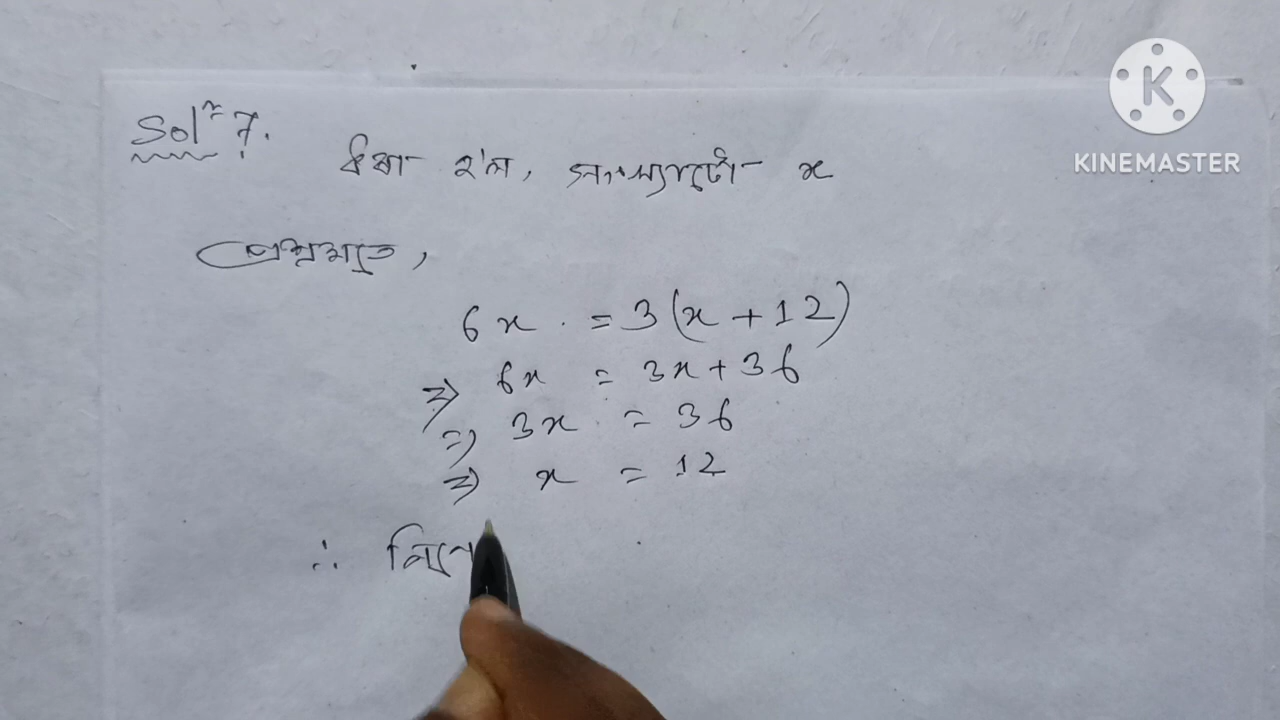 Solⁿ 7.
ধৰা হ'ল, সংখ্যাটো x
প্ৰশ্নমতে,
6x = 3(x + 12)
⇒ 6x = 3x + 36
⇒ 3x = 36
⇒ x = 12
∴ নিৰ্ণে
KINEMASTER